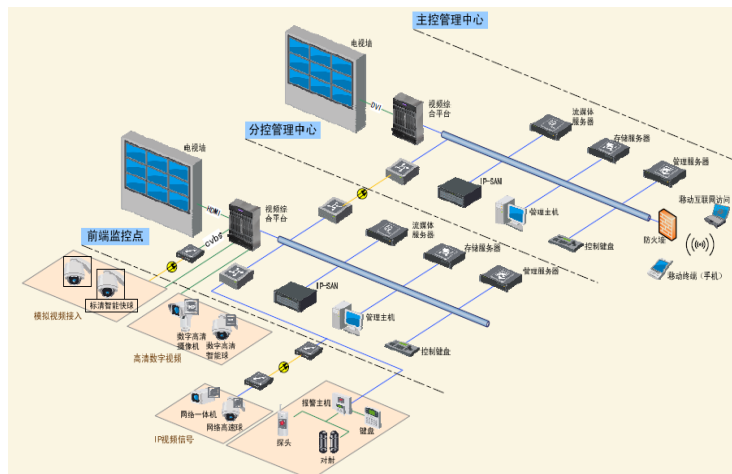 主控管理中心
电视墙
DVI
视频综
合平台
流媒体
服务器
存储服务器
管理服务器
分控管理中心
电视墙
HDMI
视频综
合平台
CVBS
IP-SAN
管理主机
控制键盘
移动互联网访问
防火墙
移动终端(手机)
前端监控点
流媒体
服务器
存储服务器
管理服务器
IP-SAN
管理主机
控制键盘
标清智能快球
模拟视频接入
数字高清
摄像机
数字高清
智能球
高清数字视频
网络一体机
网络高速球
IP视频信号
报警主机
键盘
探头
对射